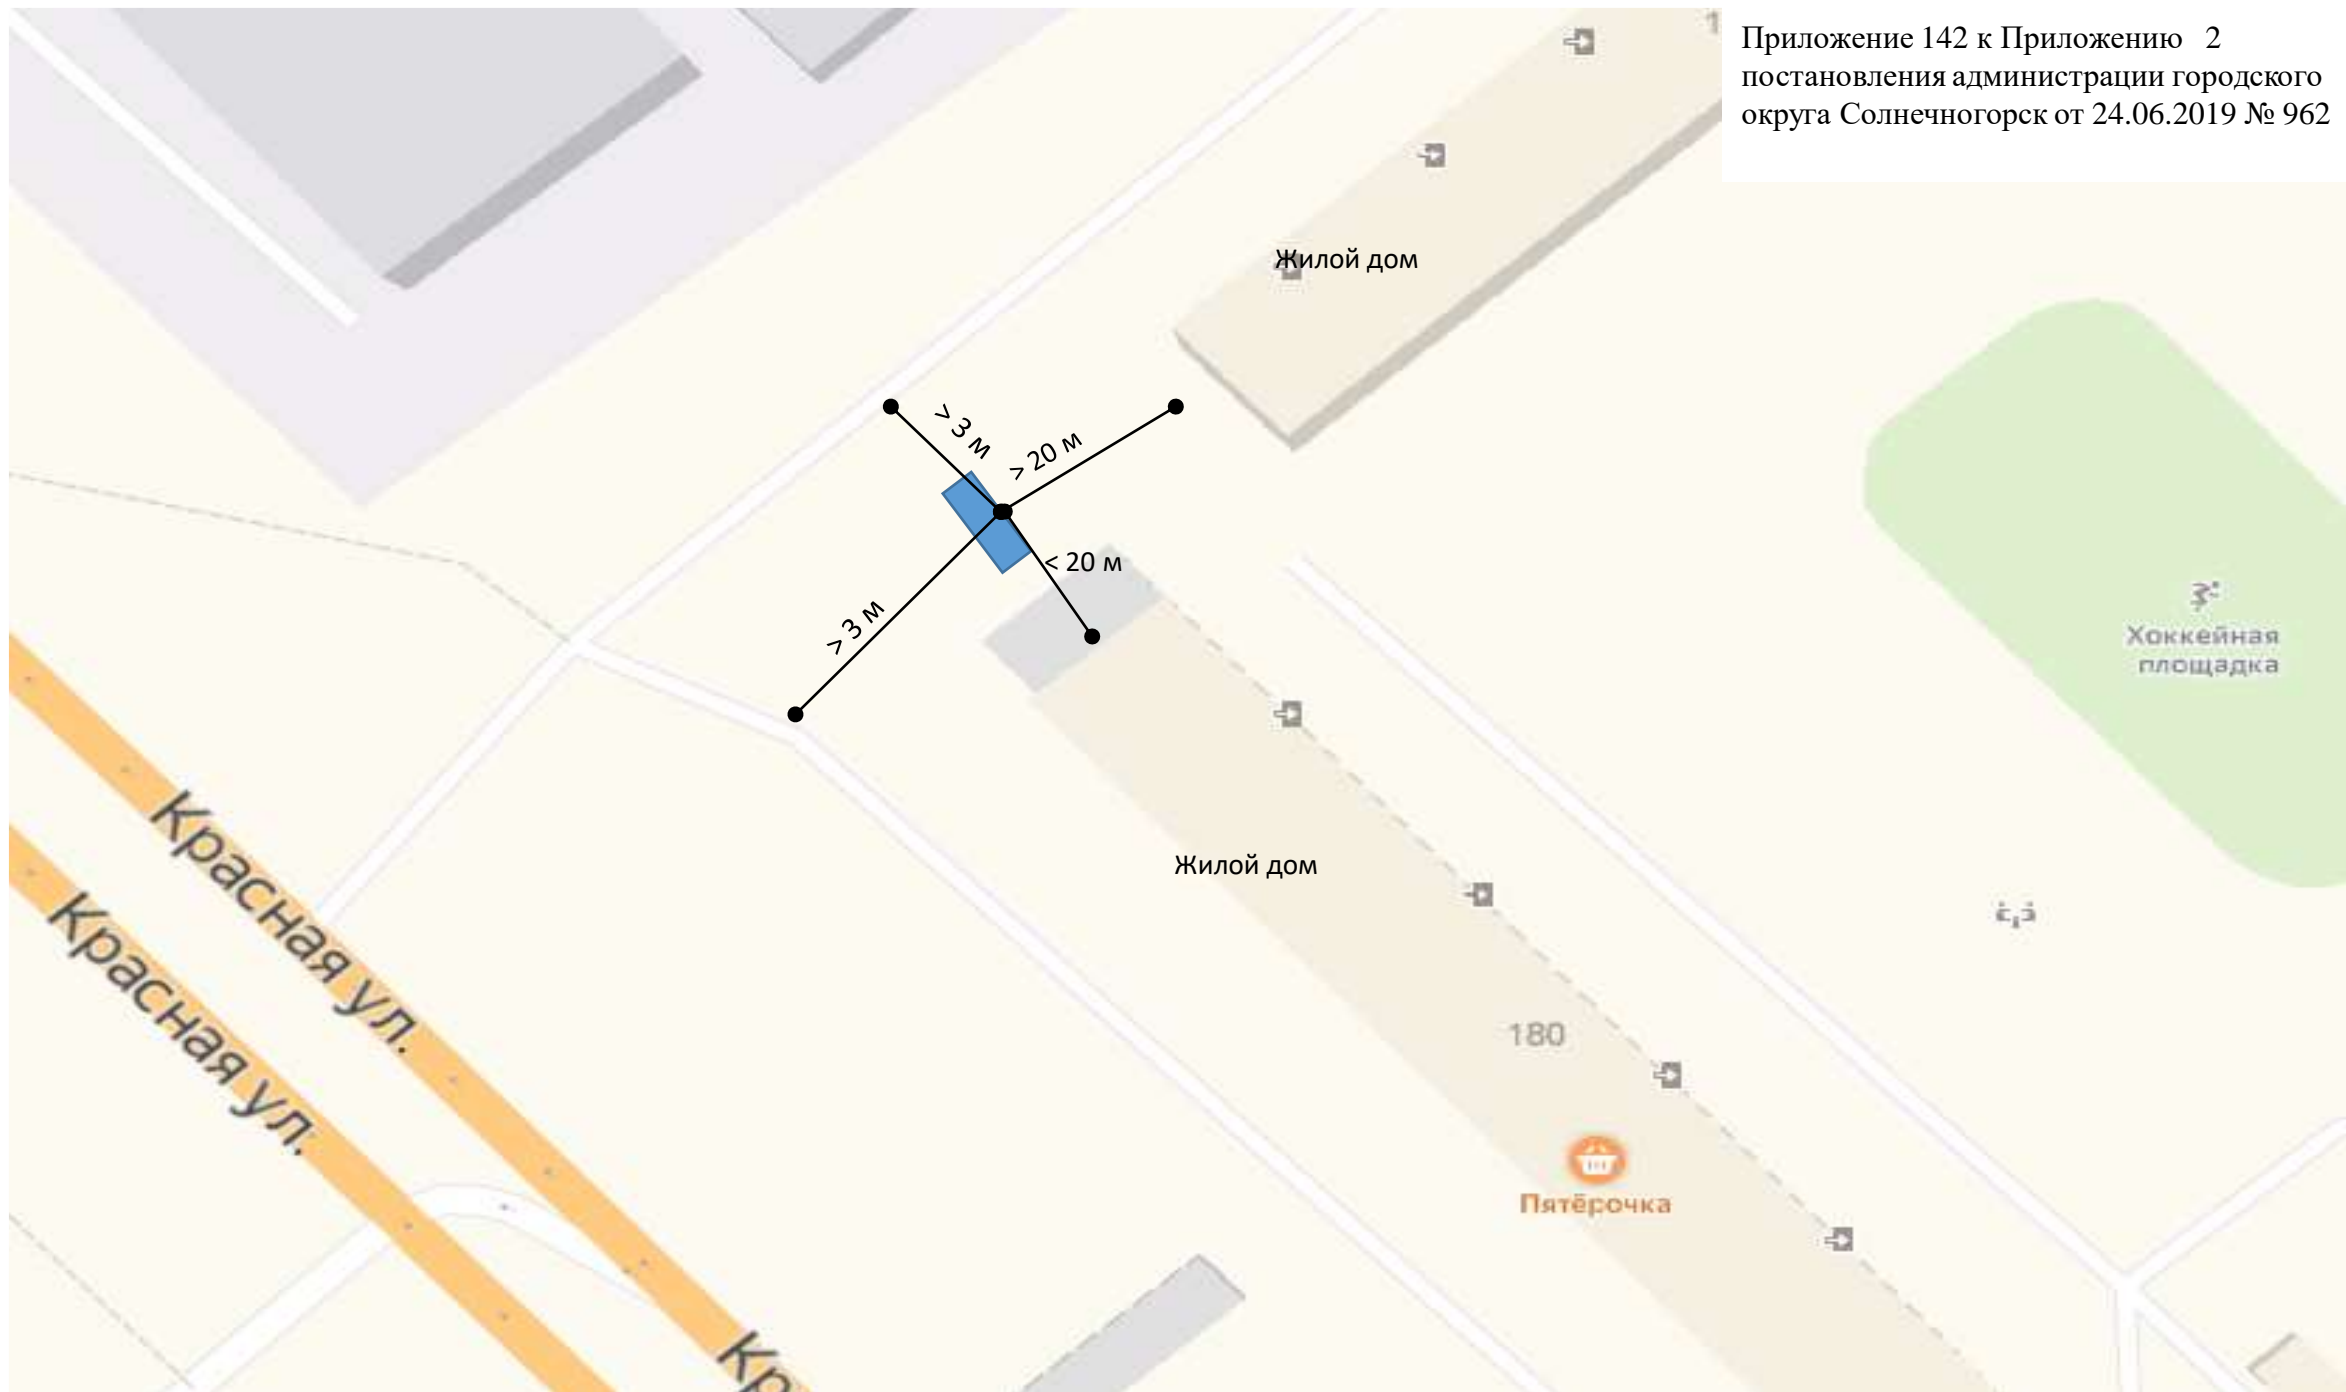 Приложение 142 к Приложению 2
постановления администрации городского
округа Солнечногорск от 24.06.2019 № 962
Жилой дом
> 3 м
> 20 м
< 20 м
> 3 м
Хоккейная
площадка
Красная ул.
Красная ул.
Жилой дом
180
Пятёрочка